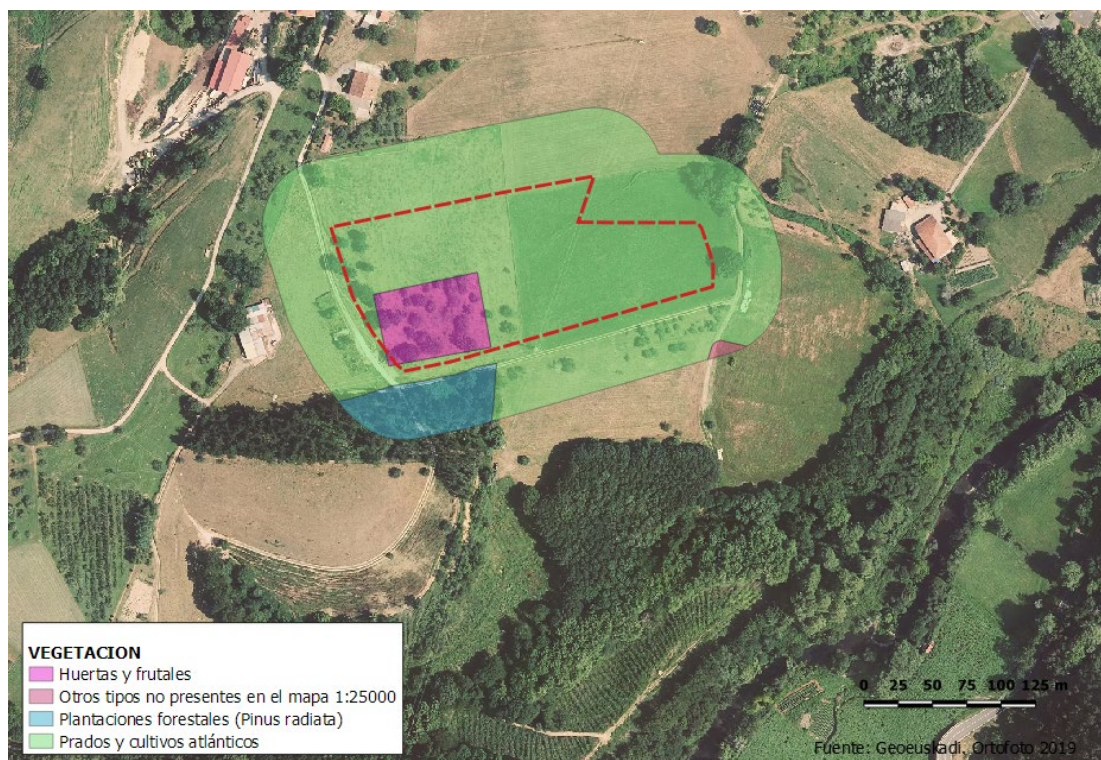 VEGETACION
Huertas y frutales
Otros tipos no presentes en el mapa 1:25000
Plantaciones forestales (Pinus radiata)
Prados y cultivos atlánticos
0 25 50 75 100 125 m
Fuente: Geoeuskadi. Ortofoto 2019